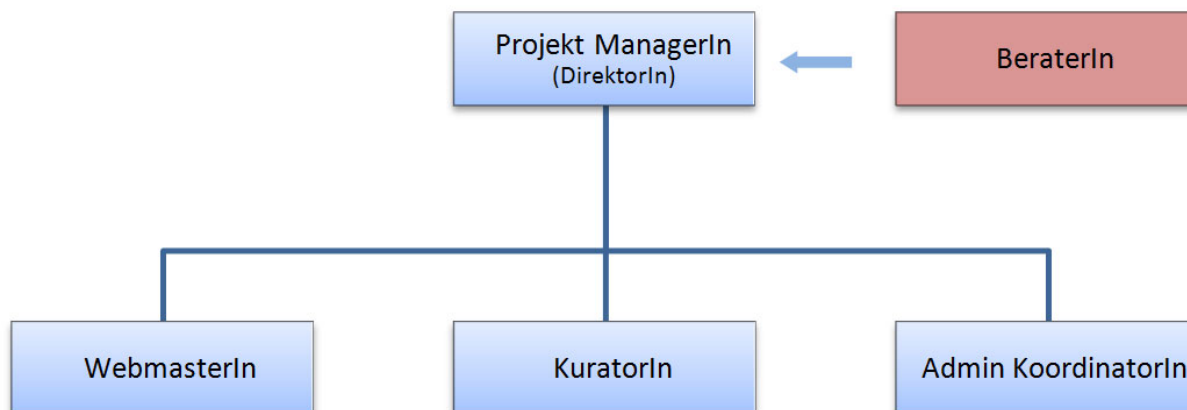 Projekt ManagerIn
(DirektorIn)
BeraterIn
WebmasterIn
KuratorIn
Admin KoordinatorIn